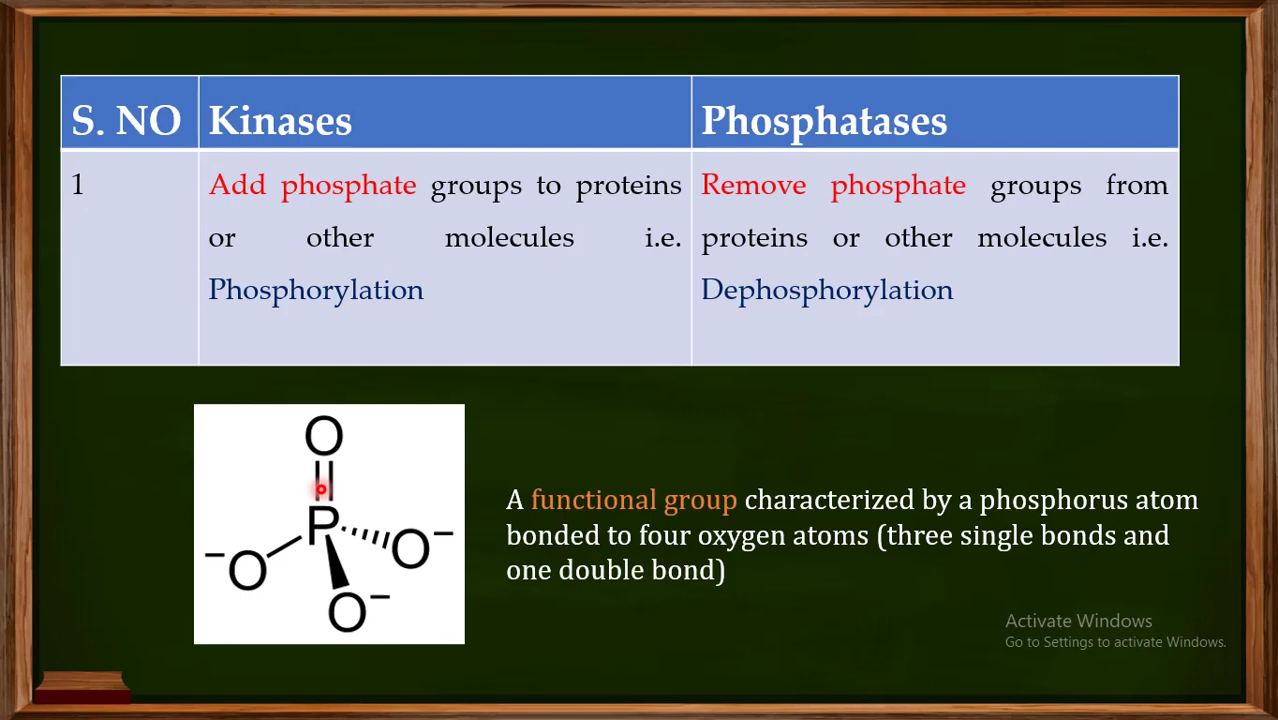 S. NO Kinases Phosphatases
1 Add phosphate groups to proteins Remove phosphate groups from
or other molecules i.e. proteins or other molecules i.e.
Phosphorylation Dephosphorylation
O
P
⁻O O⁻
O⁻
A functional group characterized by a phosphorus atom
bonded to four oxygen atoms (three single bonds and
one double bond)
Activate Windows
Go to Settings to activate Windows.